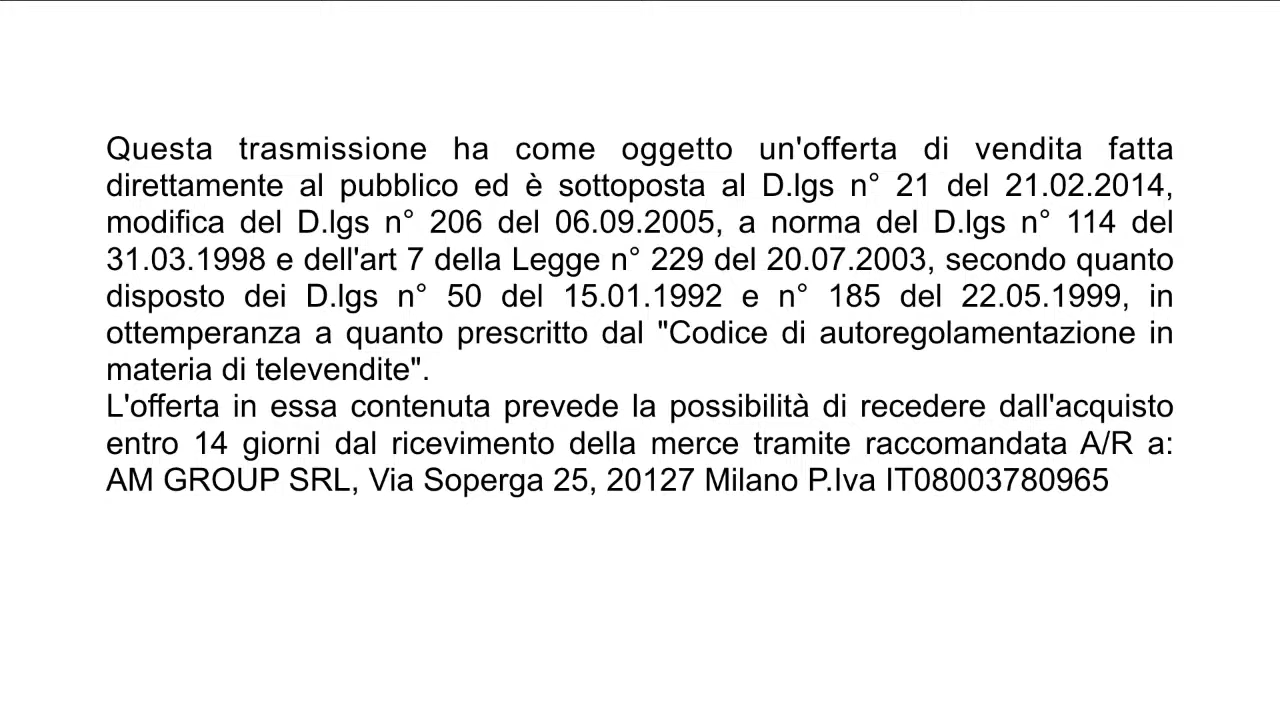 Questa trasmissione ha come oggetto un'offerta di vendita fatta
direttamente al pubblico ed è sottoposta al D.lgs n° 21 del 21.02.2014,
modifica del D.lgs n° 206 del 06.09.2005, a norma del D.lgs n° 114 del
31.03.1998 e dell'art 7 della Legge n° 229 del 20.07.2003, secondo quanto
disposto dei D.lgs n° 50 del 15.01.1992 e n° 185 del 22.05.1999, in
ottemperanza a quanto prescritto dal "Codice di autoregolamentazione in
materia di televendite".
L'offerta in essa contenuta prevede la possibilità di recedere dall'acquisto
entro 14 giorni dal ricevimento della merce tramite raccomandata A/R a:
AM GROUP SRL, Via Soperga 25, 20127 Milano P.Iva IT08003780965